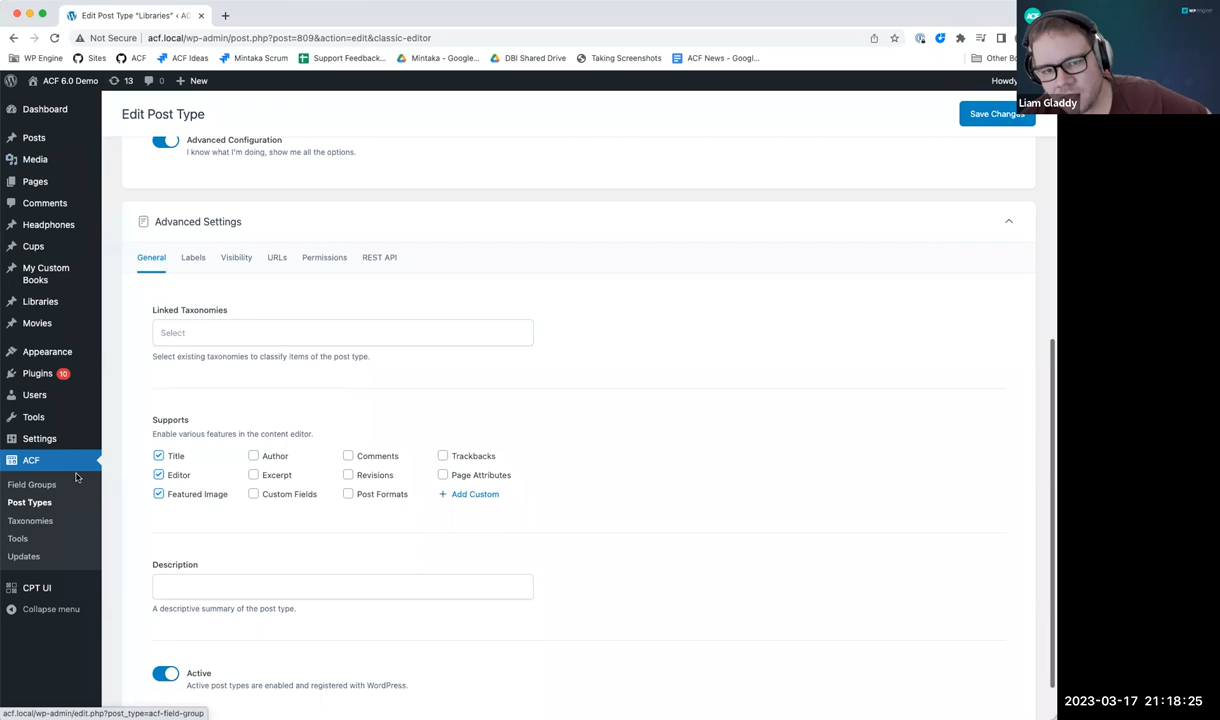 Edit Post Type "Libraries" ‹ AC
Not Secure
acf.local/wp-admin/post.php?post=809&action=edit&classic-editor
WP Engine
Sites
ACF
ACF Ideas
Mintaka Scrum
Support Feedback...
Mintaka - Google...
DBI Shared Drive
Taking Screenshots
ACF News - Googl...
Other Bo
ACF 6.0 Demo
13
0
New
Howdy
ACF
WP engine
Liam Gladdy
Dashboard
Posts
Media
Pages
Comments
Headphones
Cups
My Custom
Books
Libraries
Movies
Appearance
Plugins 10
Users
Tools
Settings
ACF
Field Groups
Post Types
Taxonomies
Tools
Updates
CPT UI
Collapse menu
Edit Post Type
Save Changes
Advanced Configuration
I know what I'm doing, show me all the options.
Advanced Settings
General Labels Visibility URLs Permissions REST API
Linked Taxonomies
Select
Select existing taxonomies to classify items of the post type.
Supports
Enable various features in the content editor.
Title Author Comments Trackbacks
Editor Excerpt Revisions Page Attributes
Featured Image Custom Fields Post Formats + Add Custom
Description
A descriptive summary of the post type.
Active
Active post types are enabled and registered with WordPress.
acf.local/wp-admin/edit.php?post_type=acf-field-group
2023-03-17 21:18:25